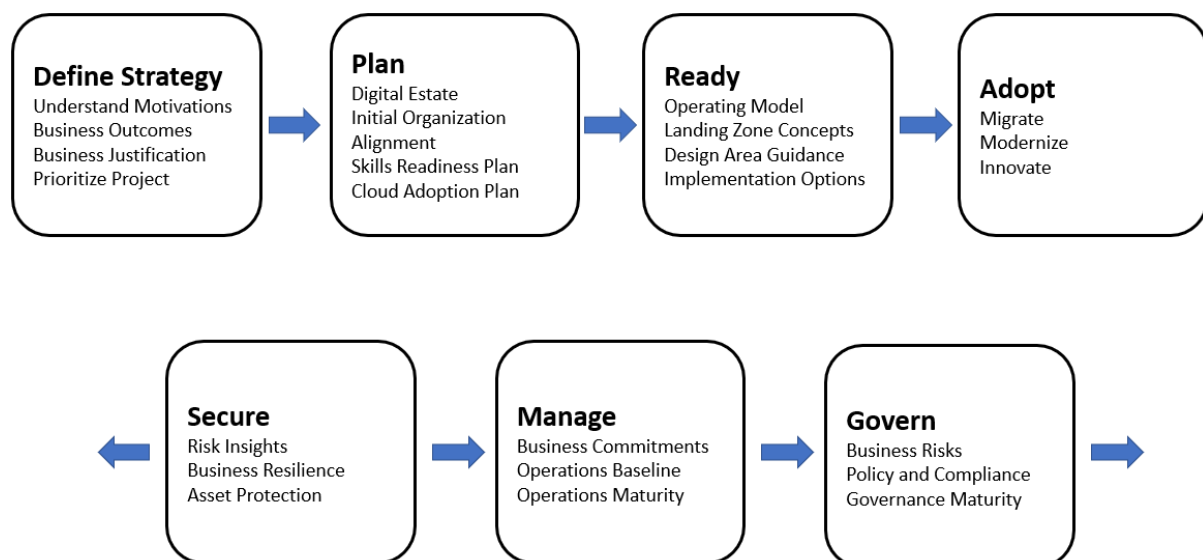 Define Strategy
Understand Motivations
Business Outcomes
Business Justification
Prioritize Project
Plan
Digital Estate
Initial Organization
Alignment
Skills Readiness Plan
Cloud Adoption Plan
Ready
Operating Model
Landing Zone Concepts
Design Area Guidance
Implementation Options
Adopt
Migrate
Modernize
Innovate
Secure
Risk Insights
Business Resilience
Asset Protection
Manage
Business Commitments
Operations Baseline
Operations Maturity
Govern
Business Risks
Policy and Compliance
Governance Maturity